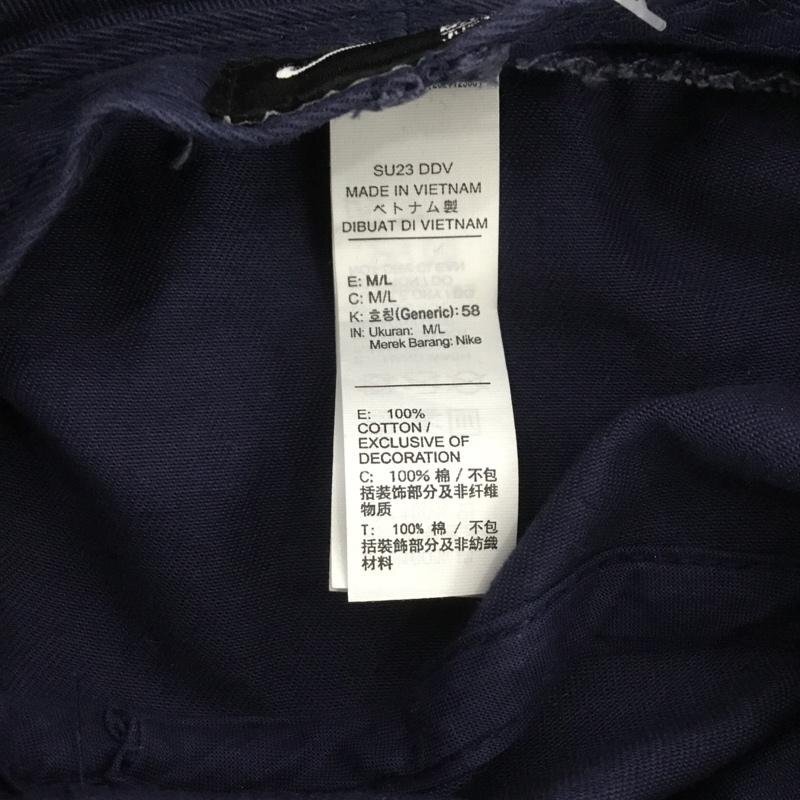 SU23 DDV
MADE IN VIETNAM
ベトナム製
DIBUAT DI VIETNAM
E: M/L
C: M/L
K: 호칭(Generic): 58
IN: Ukuran: M/L
Merek Barang: Nike
E: 100%
COTTON /
EXCLUSIVE OF
DECORATION
C: 100% 棉 / 不包
括装饰部分及非纤维
物质
T: 100% 棉 / 不包
括裝飾部分及非紡織
材料